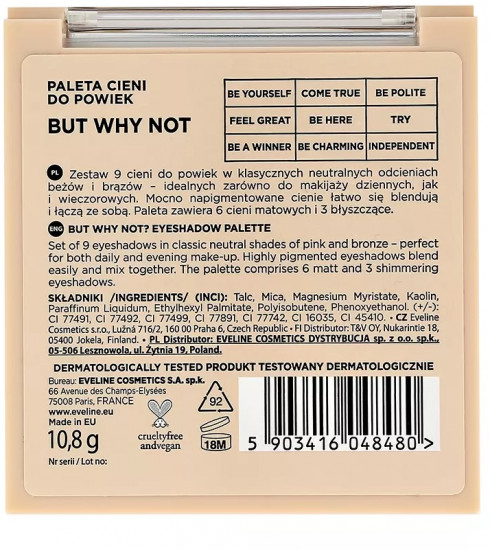 PALETA CIENI
DO POWIEK
BUT WHY NOT
BE YOURSELF COME TRUE BE POLITE
FEEL GREAT BE HERE TRY
BE A WINNER BE CHARMING INDEPENDENT
PL Zestaw 9 cieni do powiek w klasycznych neutralnych odcieniach
beżów i brązów – idealnych zarówno do makijaży dziennych, jak
i wieczorowych. Mocno napigmentowane cienie łatwo się blendują
i łączą ze sobą. Paleta zawiera 6 cieni matowych i 3 błyszczące.
ENG BUT WHY NOT? EYESHADOW PALETTE
Set of 9 eyeshadows in classic neutral shades of pink and bronze – perfect
for both daily and evening make-up. Highly pigmented eyeshadows blend
easily and mix together. The palette comprises 6 matt and 3 shimmering
eyeshadows.
SKŁADNIKI /INGREDIENTS/ (INCI): Talc, Mica, Magnesium Myristate, Kaolin,
Paraffinum Liquidum, Ethylhexyl Palmitate, Polyisobutene, Phenoxyethanol. (+/-):
CI 77491, CI 77492, CI 77499, CI 77891, CI 77742, CI 16035, CI 45410. • CZ Eveline
Cosmetics s.r.o., Lužná 716/2, 160 00 Praha 6, Czech Republic • FI Distributor: T&V OY, Nukarintie 18,
05400 Jokela, Finland. • PL Distributor: EVELINE COSMETICS DYSTRYBUCJA sp. z o.o. sp.k.,
05-506 Lesznowola, ul. Żytnia 19, Poland.
DERMATOLOGICALLY TESTED PRODUKT TESTOWANY DERMATOLOGICZNIE
Bureau: EVELINE COSMETICS S.A. sp.k.
66 Avenue des Champs-Elysées
75008 Paris, FRANCE
www.eveline.eu
Made in EU
10,8 g
Nr serii / Lot no:
crueltyfree
andvegan
92
18M
5 903416 048480 >